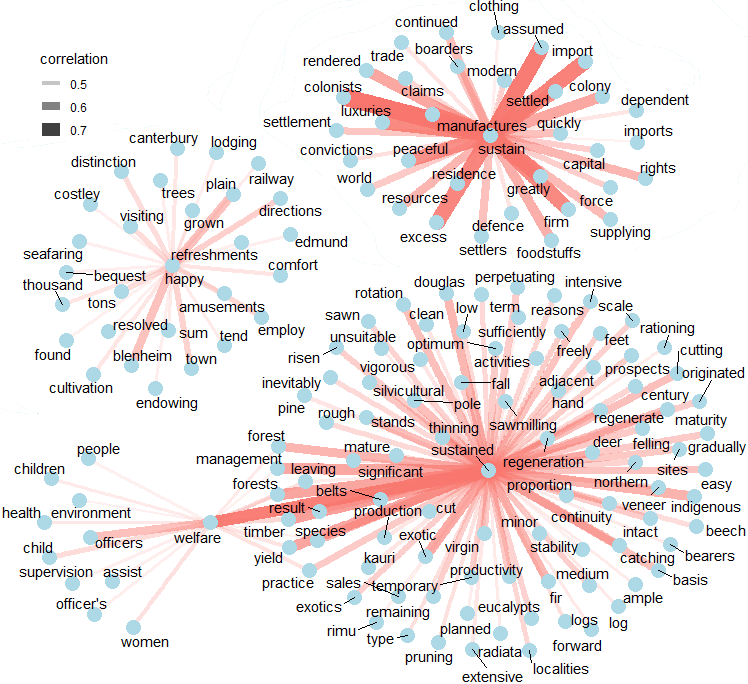 correlation
0.5
0.6
0.7
clothing
continued
assumed
trade
boarders
import
rendered
modern
colonists
claims
colony
settled
luxuries
dependent
settlement
manufactures
quickly
imports
sustain
convictions
peaceful
capital
rights
world
residence
greatly
resources
force
firm
excess
defence
supplying
settlers
foodstuffs
canterbury
lodging
distinction
railway
plain
costley
trees
directions
visiting
grown
edmund
seafaring
refreshments
comfort
bequest
happy
thousand
tons
amusements
resolved
sum
tend
employ
found
blenheim
town
cultivation
endowing
douglas
perpetuating
intensive
rotation
low
term
reasons
scale
sawn
clean
sufficiently
rationing
unsuitable
optimum
freely
feet
cutting
risen
vigorous
activities
prospects
originated
inevitably
silvicultural
fall
adjacent
century
pine
pole
hand
rough
stands
sawmilling
regenerate
maturity
forest
thinning
deer
felling
gradually
management
mature
sustained
regeneration
leaving
significant
sites
easy
forests
belts
proportion
northern
veneer
indigenous
result
production
cut
continuity
timber
species
minor
intact
beech
yield
exotic
virgin
stability
catching
bearers
practice
kauri
productivity
basis
sales
temporary
medium
exotics
remaining
fir
ample
rimu
eucalypts
logs
log
type
planned
forward
pruning
radiata
localities
extensive
people
children
health
environment
officers
welfare
child
supervision
assist
officer's
women